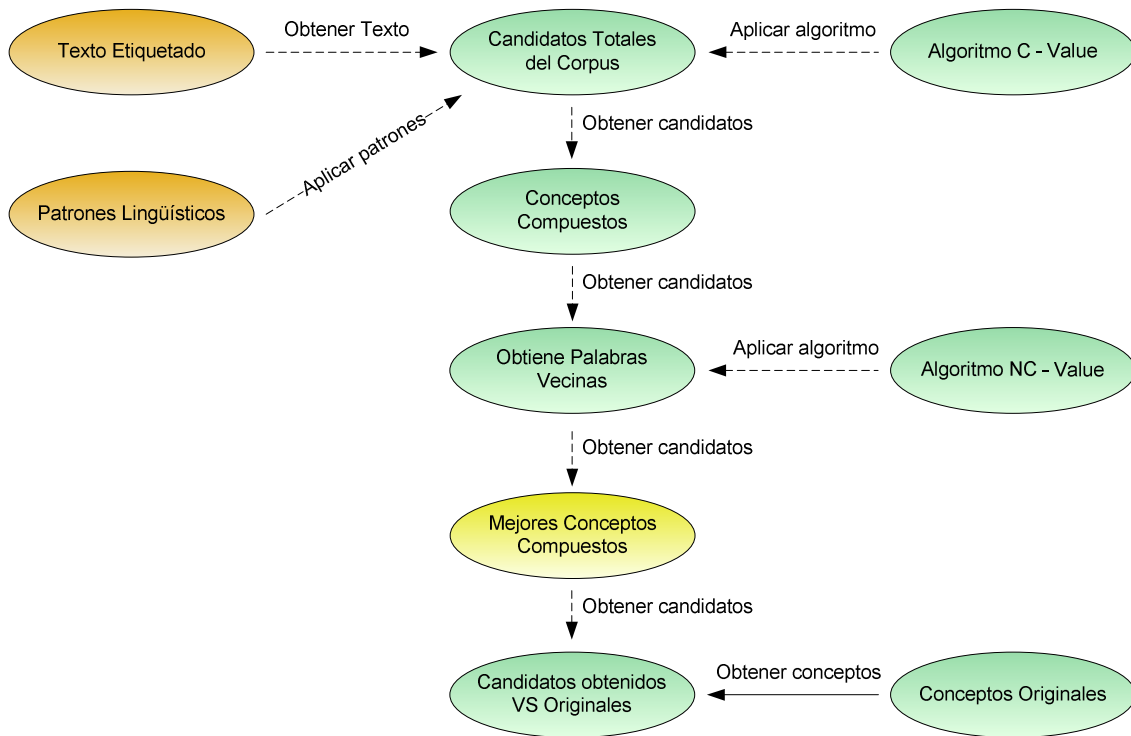 Texto Etiquetado
Obtener Texto
Candidatos Totales
del Corpus
Aplicar algoritmo
Algoritmo C - Value
Aplicar patrones
Obtener candidatos
Patrones Lingüísticos
Conceptos
Compuestos
Obtener candidatos
Obtiene Palabras
Vecinas
Aplicar algoritmo
Algoritmo NC - Value
Obtener candidatos
Mejores Conceptos
Compuestos
Obtener candidatos
Candidatos obtenidos
VS Originales
Obtener conceptos
Conceptos Originales